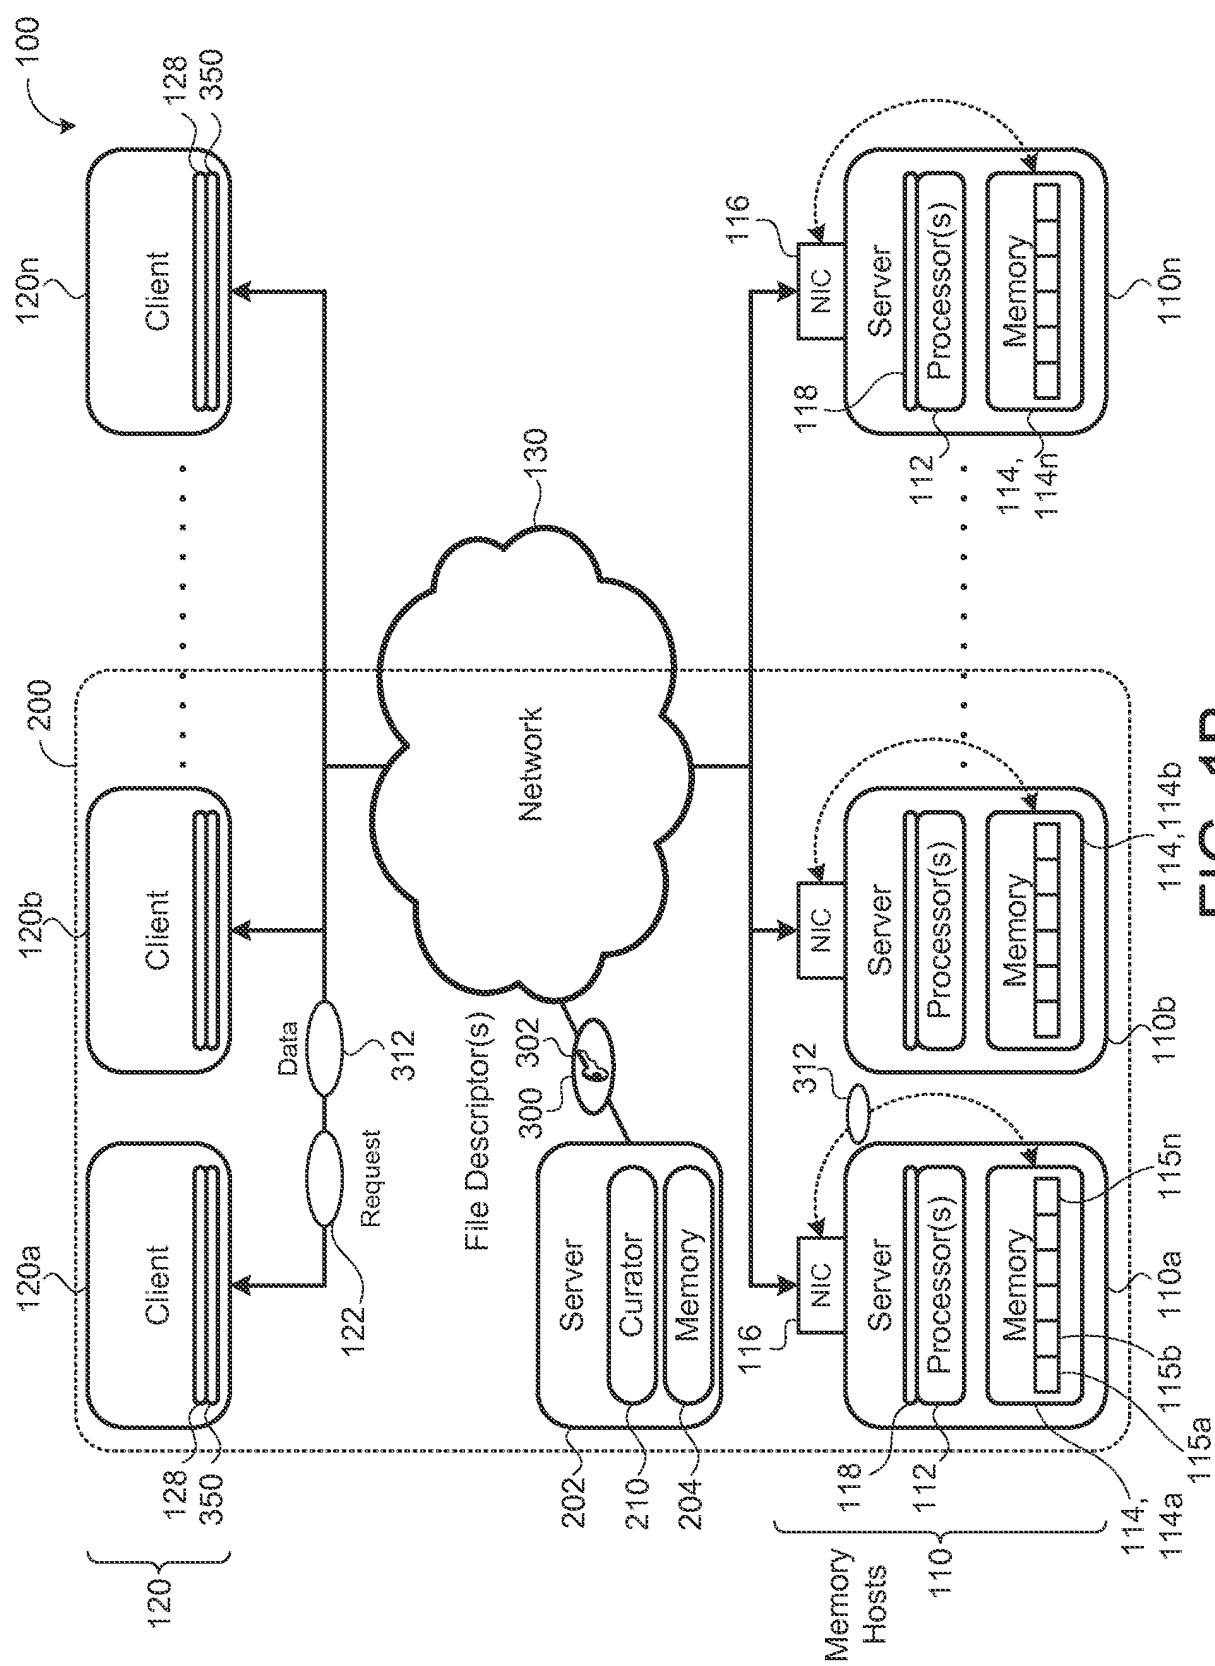 120a 120b 120n 100
200
120 Client Client Client
128 128
350 350
Data
122 Request 312
File Descriptor(s)
300 302
Network 130
202 Server
210 Curator
204 Memory
116 116
312 118
NIC NIC NIC
Memory
Hosts
118 Server Server Server
112 Processor(s) Processor(s) 112 Processor(s)
110
Memory Memory Memory
114,
114n
114,
114a
115b 110a 115n 110b 114,114b 110n
115a